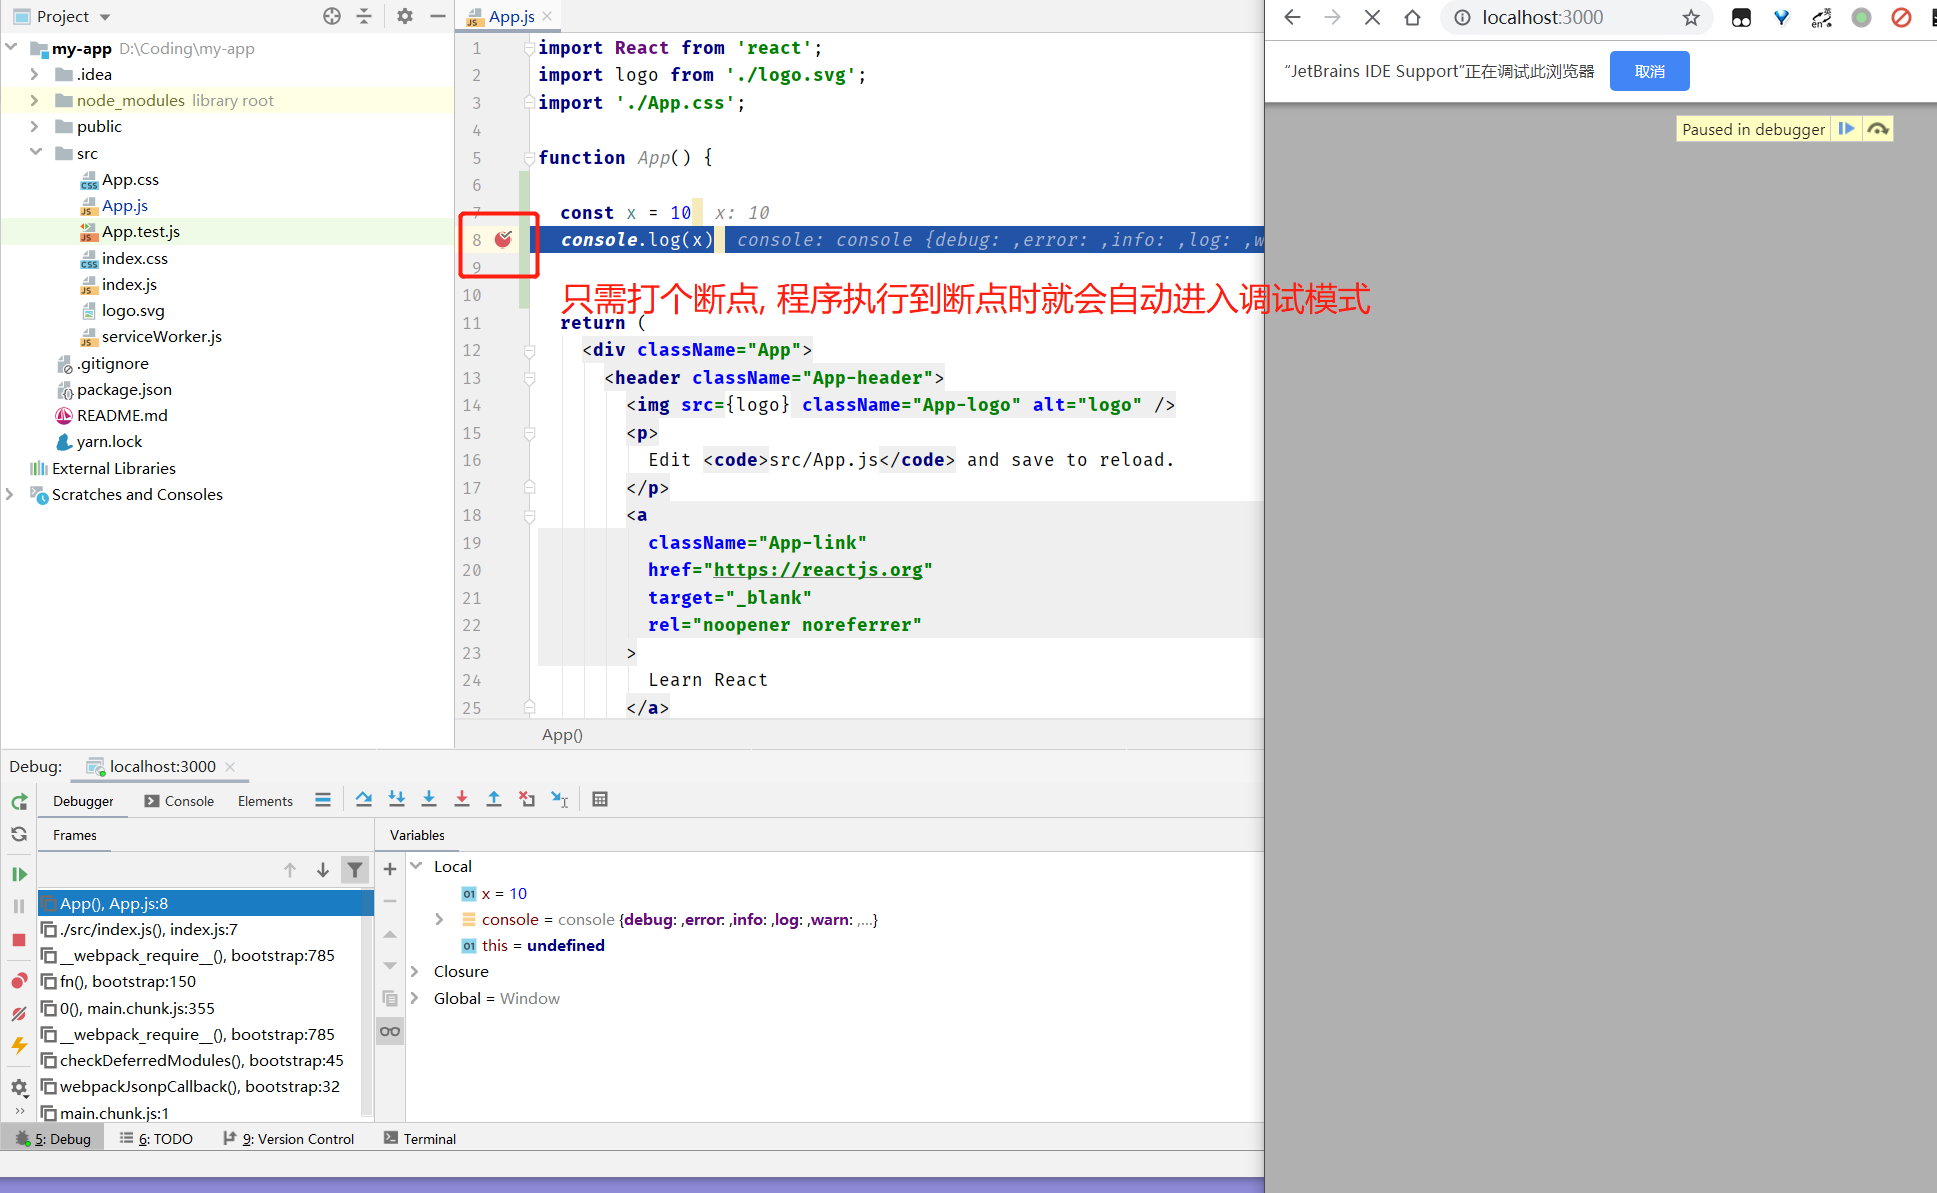 Project
my-app D:\Coding\my-app
.idea
node_modules library root
public
src
App.css
App.js
App.test.js
index.css
index.js
logo.svg
serviceWorker.js
.gitignore
package.json
README.md
yarn.lock
External Libraries
Scratches and Consoles
App.js
1 import React from 'react';
2 import logo from './logo.svg';
3 import './App.css';
4
5 function App() {
6
7 const x = 10 x: 10
8 console.log(x) console: console {debug: ,error: ,info: ,log: ,w
9
10
只需打个断点, 程序执行到断点时就会自动进入调试模式
11 return (
12 <div className="App">
13 <header className="App-header">
14 <img src={logo} className="App-logo" alt="logo" />
15 <p>
16 Edit <code>src/App.js</code> and save to reload.
17 </p>
18 <a
19 className="App-link"
20 href="https://reactjs.org"
21 target="_blank"
22 rel="noopener noreferrer"
23 >
24 Learn React
25 </a>
App()
localhost:3000
"JetBrains IDE Support"正在调试此浏览器 取消
Paused in debugger
Debug: localhost:3000
Debugger Console Elements
Frames
Variables
App(), App.js:8
./src/index.js(), index.js:7
__webpack_require__(), bootstrap:785
fn(), bootstrap:150
0(), main.chunk.js:355
__webpack_require__(), bootstrap:785
checkDeferredModules(), bootstrap:45
webpackJsonpCallback(), bootstrap:32
main.chunk.js:1
Local
x = 10
console = console {debug: ,error: ,info: ,log: ,warn: ,...}
this = undefined
Closure
Global = Window
5: Debug 6: TODO 9: Version Control Terminal